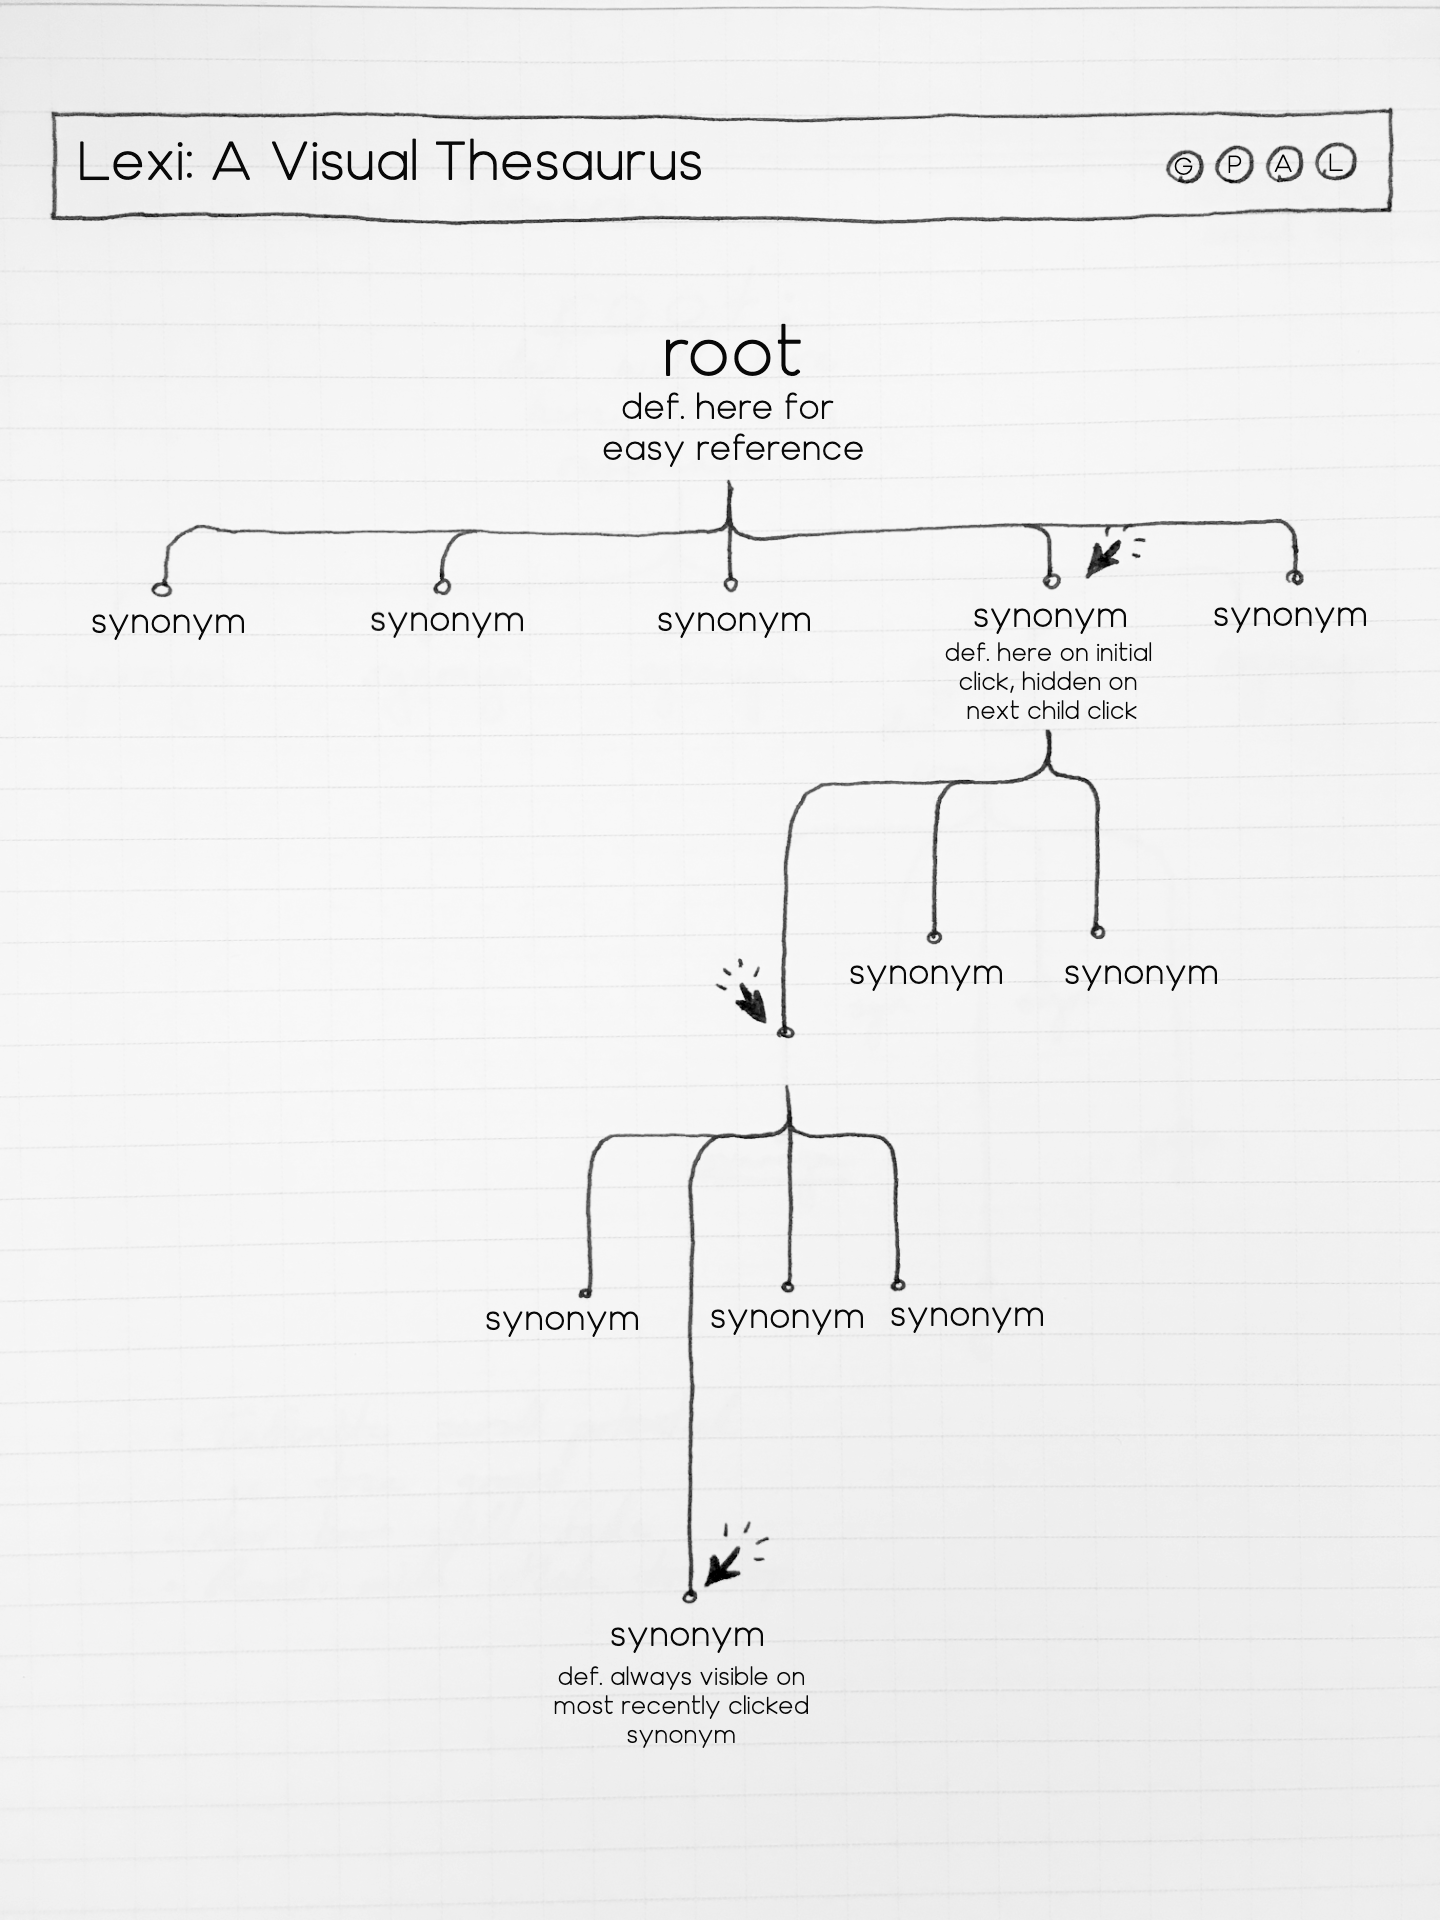 Lexi: A Visual Thesaurus
G P A L
root
def. here for
easy reference
synonym synonym synonym synonym synonym
def. here on initial
click, hidden on
next child click
synonym synonym
synonym synonym synonym
synonym
def. always visible on
most recently clicked
synonym